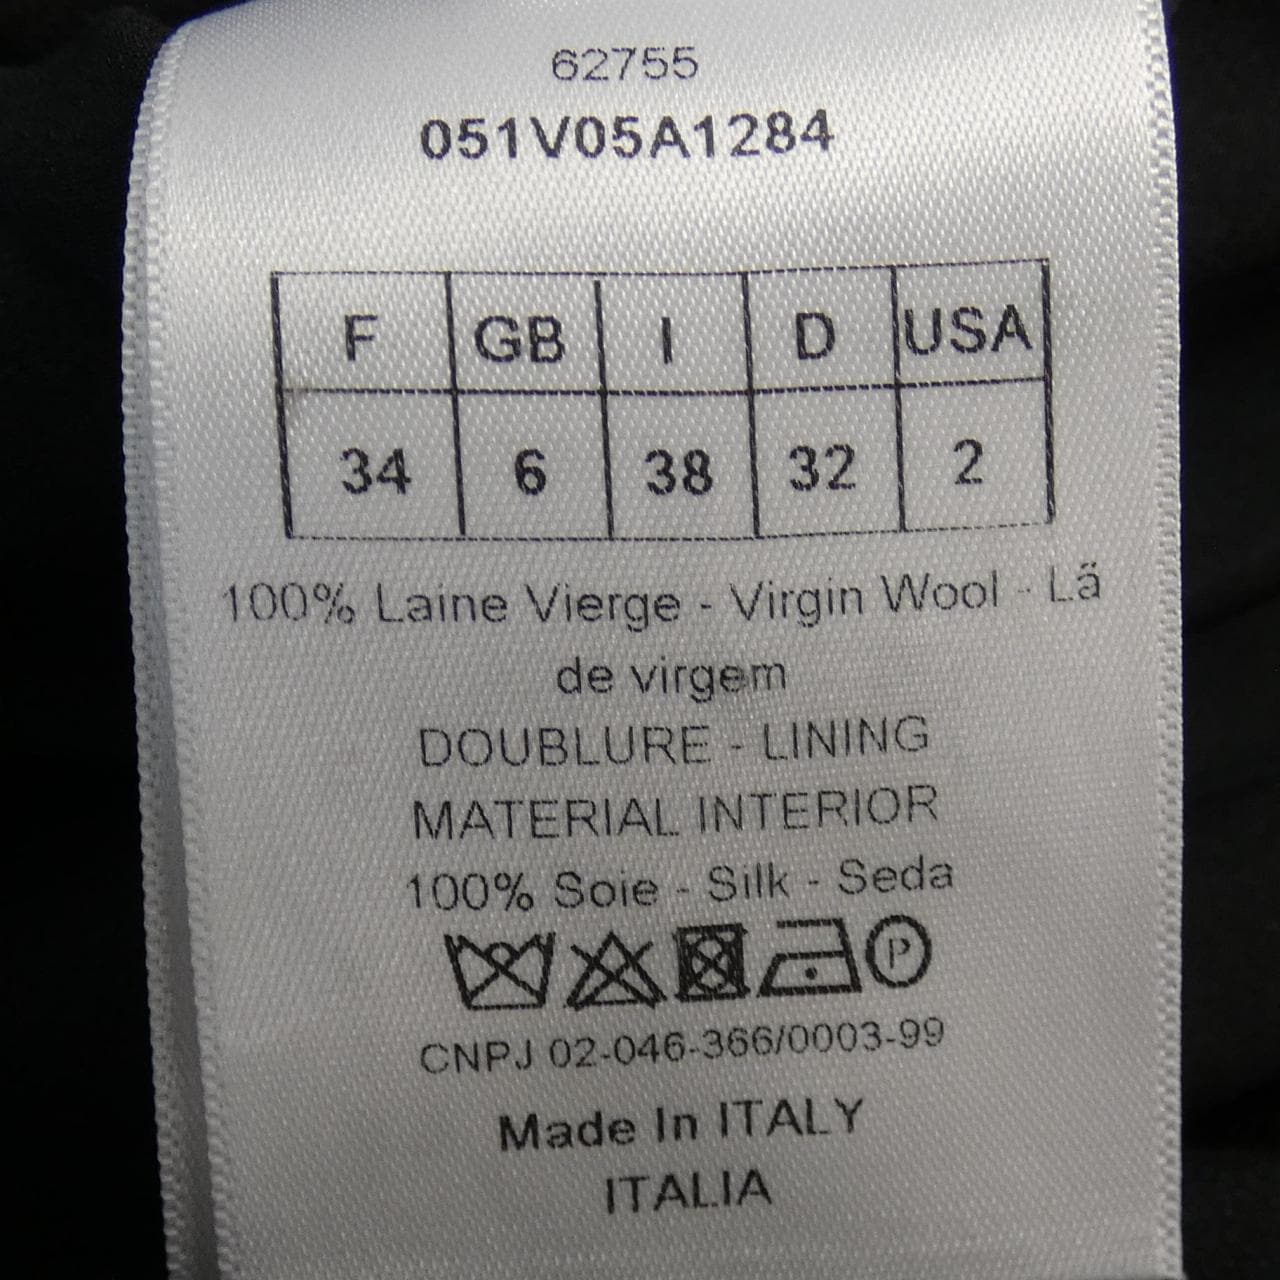 62755
051V05A1284
F GB I D USA
34 6 38 32 2
100% Laine Vierge - Virgin Wool - Lä
de virgem
DOUBLURE - LINING
MATERIAL INTERIOR
100% Soie - Silk - Seda
P
CNPJ 02-046-366/0003-99
Made In ITALY
ITALIA